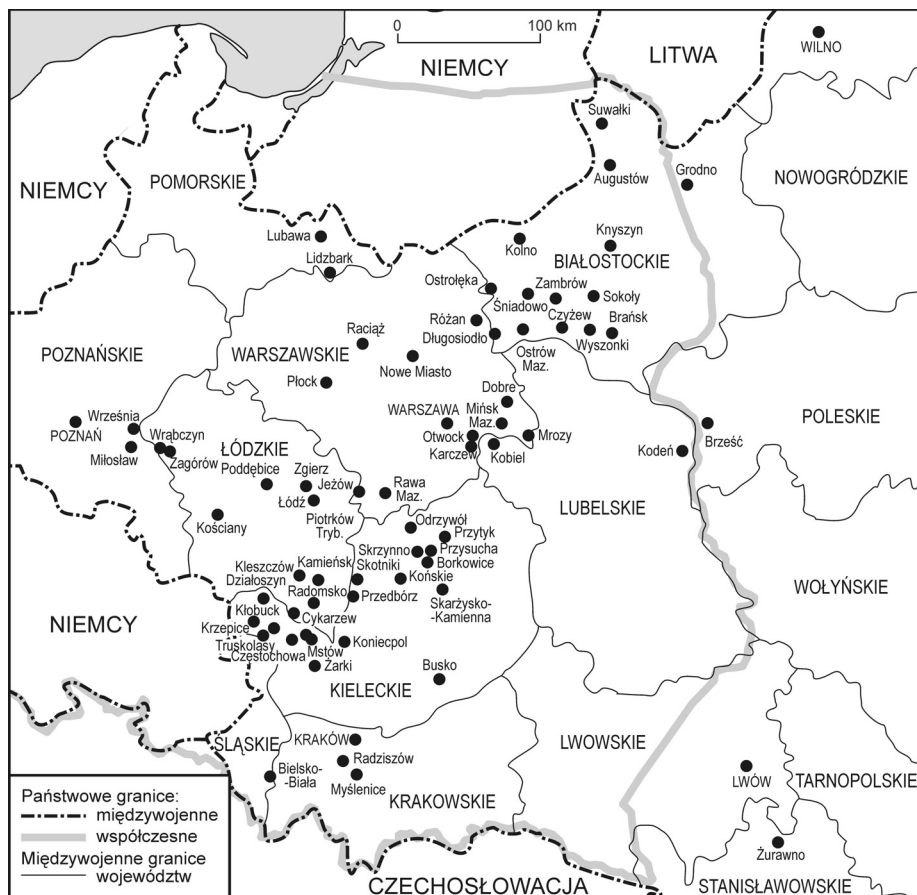 0
100 km
NIEMCY
LITWA
WILNO
Suwałki
Augustów
Grodno
NIEMCY
POMORSKIE
NOWOGRÓDZKIE
Lubawa
Lidzbark
Kolno
Knyszyn
BIAŁOSTOCKIE
Ostrołęka
Śniadowo
Zambrów
Sokoły
Różan
Długosiodło
Czyżew
Brańsk
Wyszonki
Ostrów
Maz.
Raciąż
POZNAŃSKIE
WARSZAWSKIE
Nowe Miasto
Płock
Dobre
WARSZAWA
Mińsk
Maz.
Otwock
Karczew
Kobiel
Mrozy
POLESKIE
Kodeń
Brześć
Września
POZNAŃ
Miłosław
Wrąbczyn
Zagórów
ŁÓDZKIE
Poddębice
Zgierz
Jeżów
Łódź
Rawa
Maz.
Piotrków
Tryb.
Kościany
LUBELSKIE
Odrzywół
Przytyk
Skrzynno
Przysucha
Borkowice
Kleszczów
Kamieńsk
Skotniki
Końskie
Działoszyn
Radomsko
Przedbórz
Skarżysko-
-Kamienna
WOŁYŃSKIE
Kłobuck
Cykarzew
Krzepice
Truskolasy
Częstochowa
Mstów
Koniecpol
Żarki
NIEMCY
Busko
KIELECKIE
ŚLĄSKIE
KRAKÓW
Radziszów
Bielsko-
-Biała
Myślenice
KRAKOWSKIE
LWOWSKIE
LWÓW
TARNOPOLSKIE
Żurawno
STANISŁAWOWSKIE
CZECHOSŁOWACJA
Państwowe granice:
międzywojenne
współczesne
Międzywojenne granice
województw